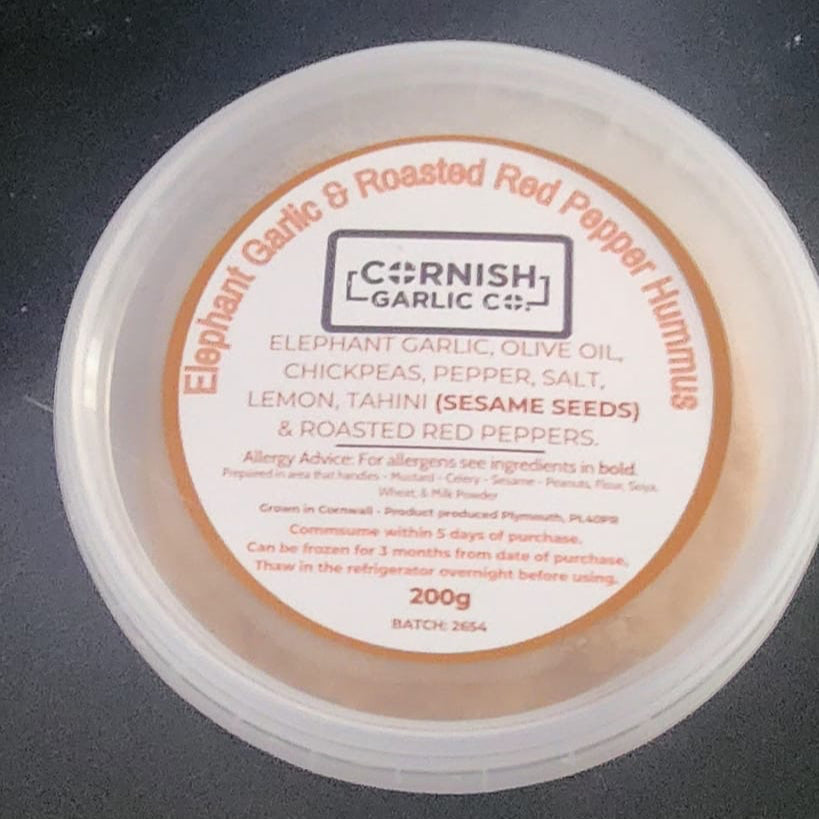 Elephant Garlic & Roasted Red Pepper Hummus
CORNISH
GARLIC CO.
ELEPHANT GARLIC, OLIVE OIL,
CHICKPEAS, PEPPER, SALT,
LEMON, TAHINI (SESAME SEEDS)
& ROASTED RED PEPPERS.
Allergy Advice: For allergens see ingredients in bold.
Prepared in area that handles - Mustard - Celery - Sesame - Peanuts, Flour, Soya,
Wheat, & Milk Powder
Grown in Cornwall - Product produced Plymouth,
Commsume within 5 days of purchase.
Can be frozen for 3 months from date of purchase,
Thaw in the refrigerator overnight before using.
200g
BATCH: 2654